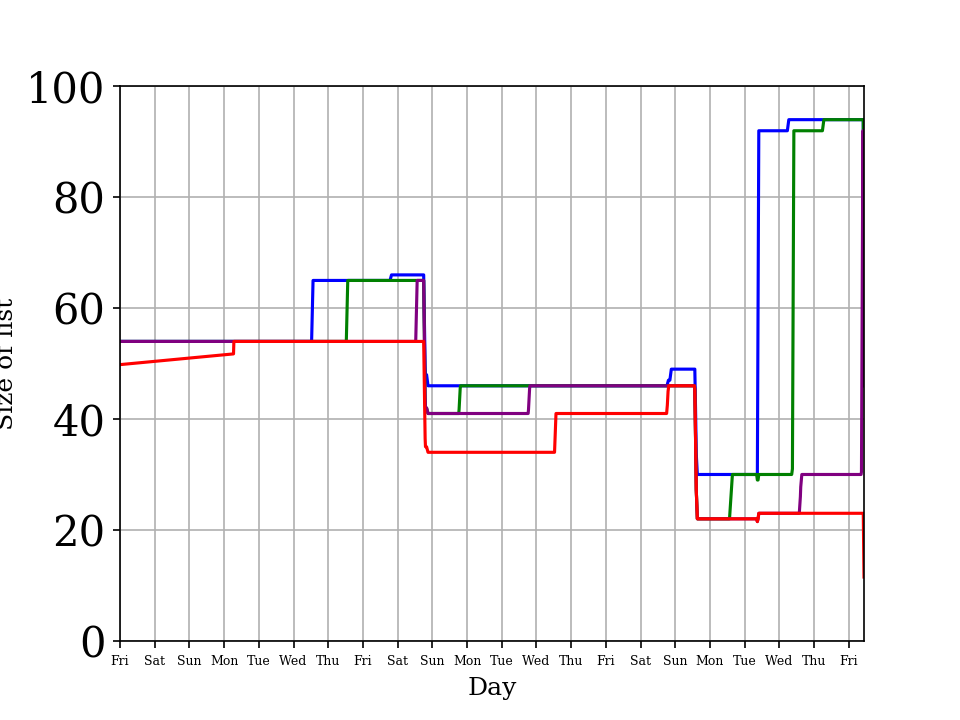 100
80
60
40
20
0
Size of list
Fri Sat Sun Mon Tue Wed Thu Fri Sat Sun Mon Tue Wed Thu Fri Sat Sun Mon Tue Wed Thu Fri
Day